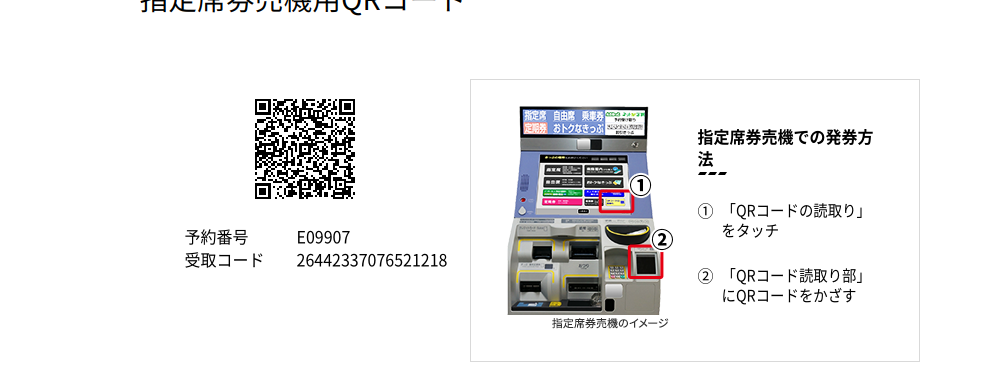 指定席券売機用QRコード
予約番号 E09907
受取コード 26442337076521218
指定席 自由席 乗車券
定期券 おトクなきっぷ
①
②
指定席券売機のイメージ
指定席券売機での発券方
法
① 「QRコードの読取り」
をタッチ
② 「QRコード読取り部」
にQRコードをかざす